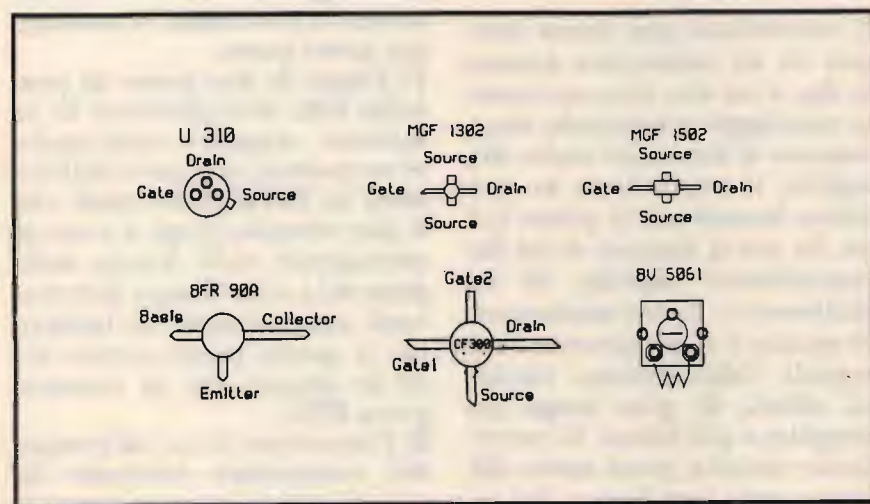 U 310
Drain
Gate
Source
MGF 1302
Source
Gate
Drain
Source
MGF 1502
Source
Gate
Drain
Source
BFR 90A
Basis
Collector
Emitter
Gate2
Drain
CF300
Gate1
Source
BV 5061